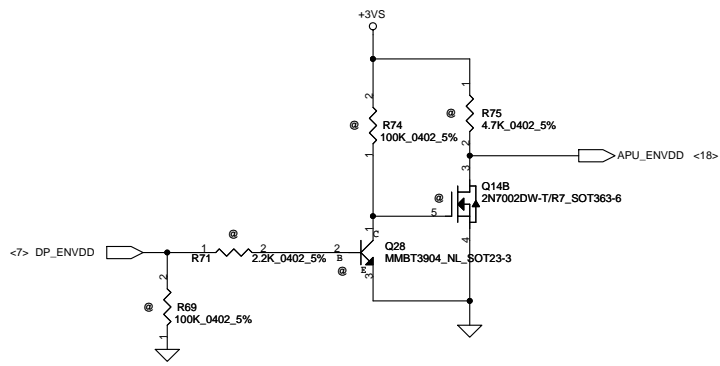 +3VS
2
@
R74
100K_0402_5%
1
1
@
R75
4.7K_0402_5%
2
APU_ENVDD <18>
3
Q14B
2N7002DW-T/R7_SOT363-6
@
5
4
1
C
Q28
MMBT3904_NL_SOT23-3
2
B
@
E
3
<7> DP_ENVDD
@
1
R71
2
2.2K_0402_5%
2
@
R69
100K_0402_5%
1